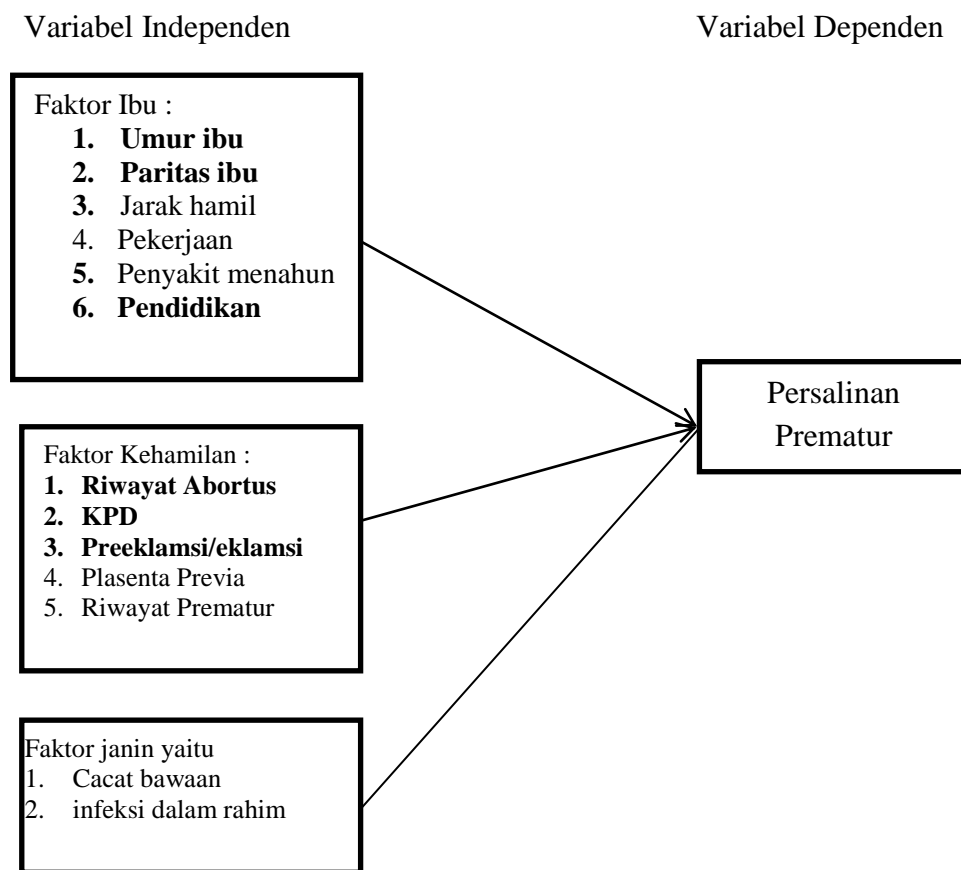 Variabel Independen
Variabel Dependen
Faktor Ibu :
1. Umur ibu
2. Paritas ibu
3. Jarak hamil
4. Pekerjaan
5. Penyakit menahun
6. Pendidikan
Faktor Kehamilan :
1. Riwayat Abortus
2. KPD
3. Preeklamsi/eklamsi
4. Plasenta Previa
5. Riwayat Prematur
Faktor janin yaitu
1. Cacat bawaan
2. infeksi dalam rahim
Persalinan
Prematur